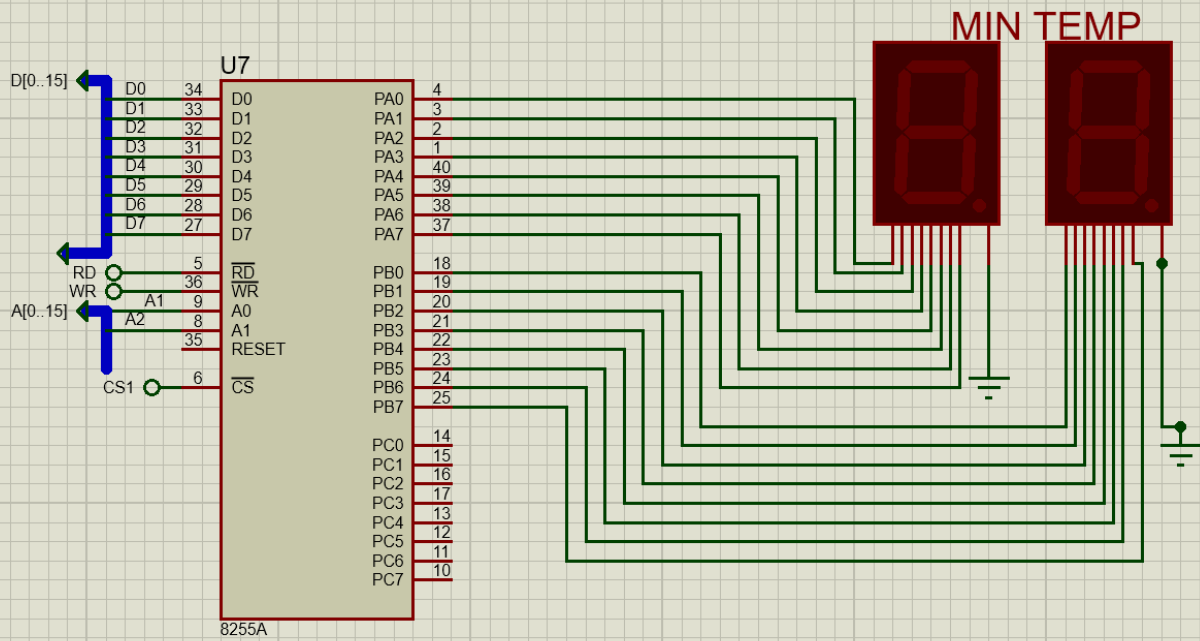 MIN TEMP
U7
D[0..15]
D0 34 D0 PA0 4
D1 33 D1 PA1 3
D2 32 D2 PA2 2
D3 31 D3 PA3 1
D4 30 D4 PA4 40
D5 29 D5 PA5 39
D6 28 D6 PA6 38
D7 27 D7 PA7 37
RD 5 RD PB0 18
WR 36 WR PB1 19
A[0..15] A1 9 A0 PB2 20
A2 8 A1 PB3 21
35 RESET PB4 22
PB5 23
CS1 6 CS PB6 24
PB7 25
PC0 14
PC1 15
PC2 16
PC3 17
PC4 13
PC5 12
PC6 11
PC7 10
8255A